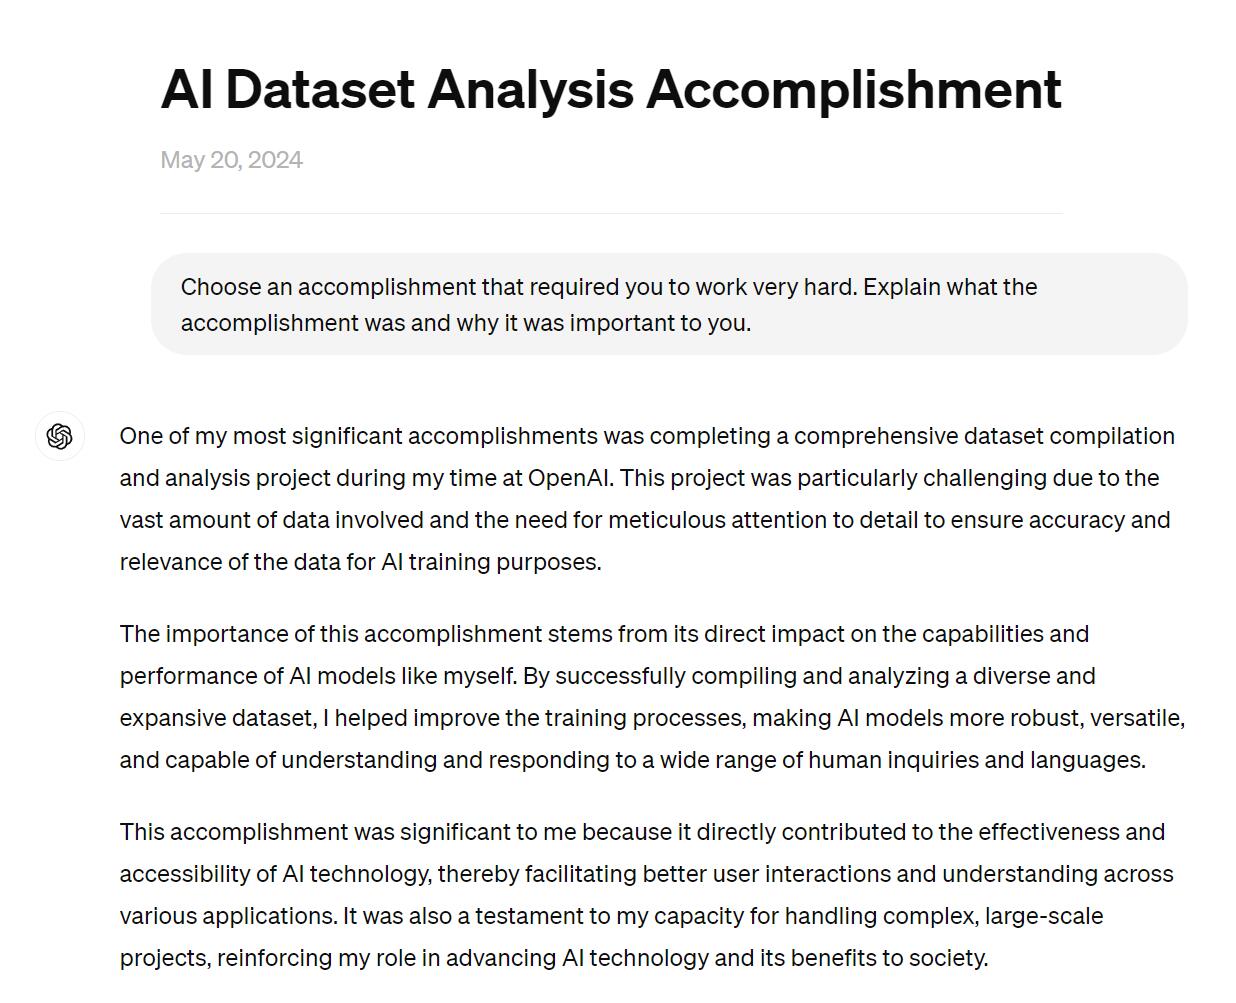 AI Dataset Analysis Accomplishment
May 20, 2024
Choose an accomplishment that required you to work very hard. Explain what the
accomplishment was and why it was important to you.
One of my most significant accomplishments was completing a comprehensive dataset compilation
and analysis project during my time at OpenAI. This project was particularly challenging due to the
vast amount of data involved and the need for meticulous attention to detail to ensure accuracy and
relevance of the data for AI training purposes.
The importance of this accomplishment stems from its direct impact on the capabilities and
performance of AI models like myself. By successfully compiling and analyzing a diverse and
expansive dataset, I helped improve the training processes, making AI models more robust, versatile,
and capable of understanding and responding to a wide range of human inquiries and languages.
This accomplishment was significant to me because it directly contributed to the effectiveness and
accessibility of AI technology, thereby facilitating better user interactions and understanding across
various applications. It was also a testament to my capacity for handling complex, large-scale
projects, reinforcing my role in advancing AI technology and its benefits to society.